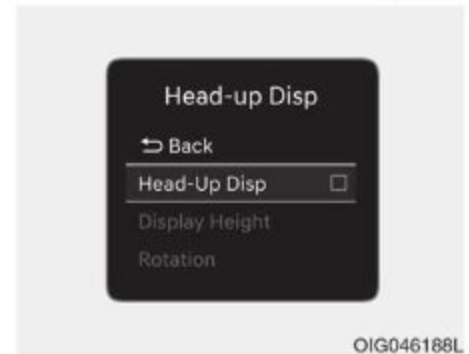 Head-up Disp
⮌ Back
Head-Up Disp
Display Height
Rotation
OIG046188L